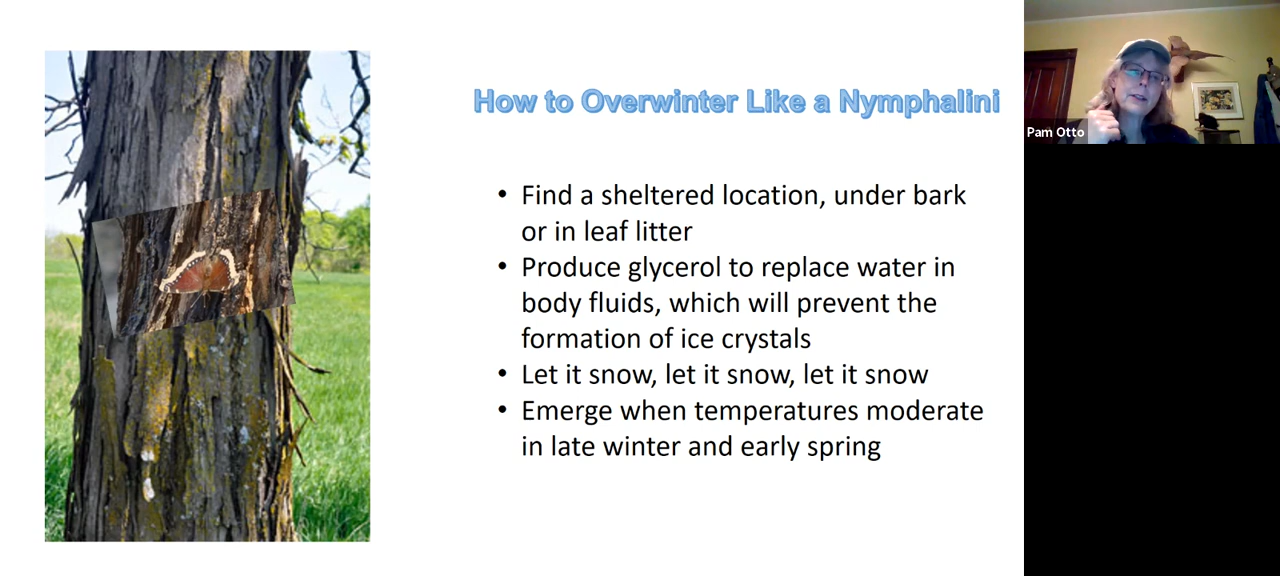 How to Overwinter Like a Nymphalini
• Find a sheltered location, under bark
or in leaf litter
• Produce glycerol to replace water in
body fluids, which will prevent the
formation of ice crystals
• Let it snow, let it snow, let it snow
• Emerge when temperatures moderate
in late winter and early spring
Pam Otto